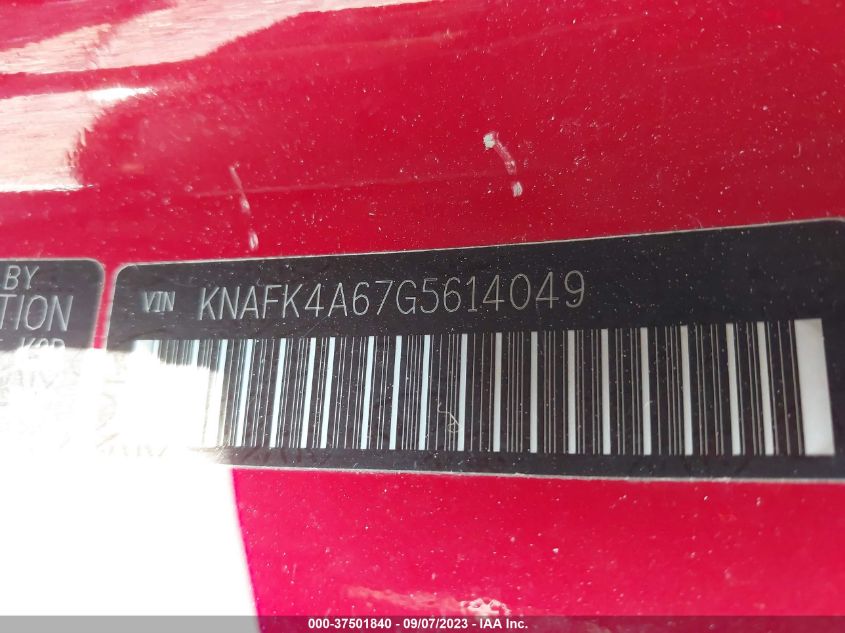 BY
TION
VIN KNAFK4A67G5614049
000-37501840 - 09/07/2023 - IAA Inc.